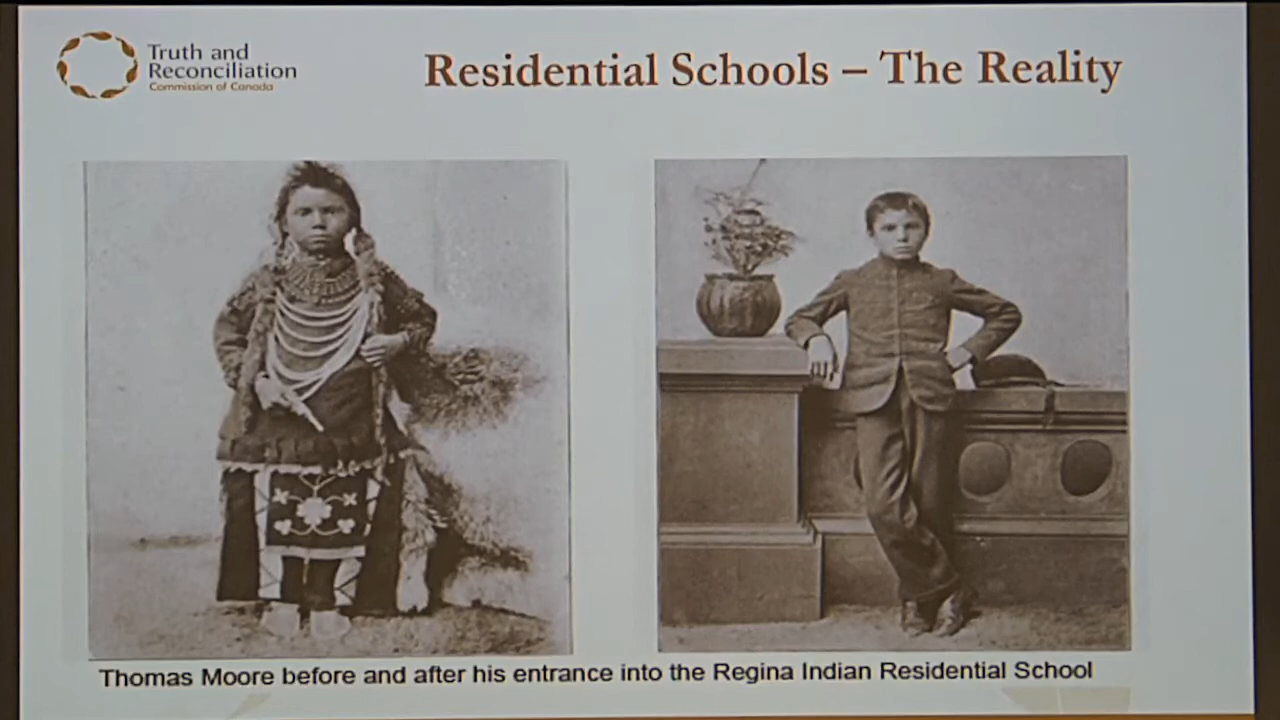 Truth and
Reconciliation
Commission of Canada
Residential Schools – The Reality
Thomas Moore before and after his entrance into the Regina Indian Residential School